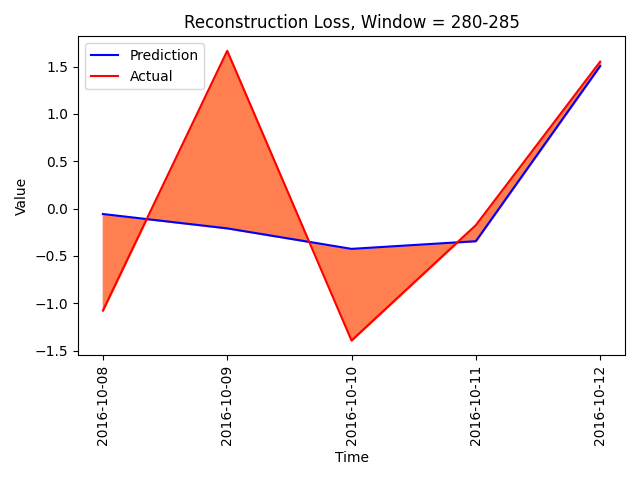 Reconstruction Loss, Window = 280-285
Prediction
Actual
Value
1.5
1.0
0.5
0.0
−0.5
−1.0
−1.5
2016-10-08
2016-10-09
2016-10-10
2016-10-11
2016-10-12
Time